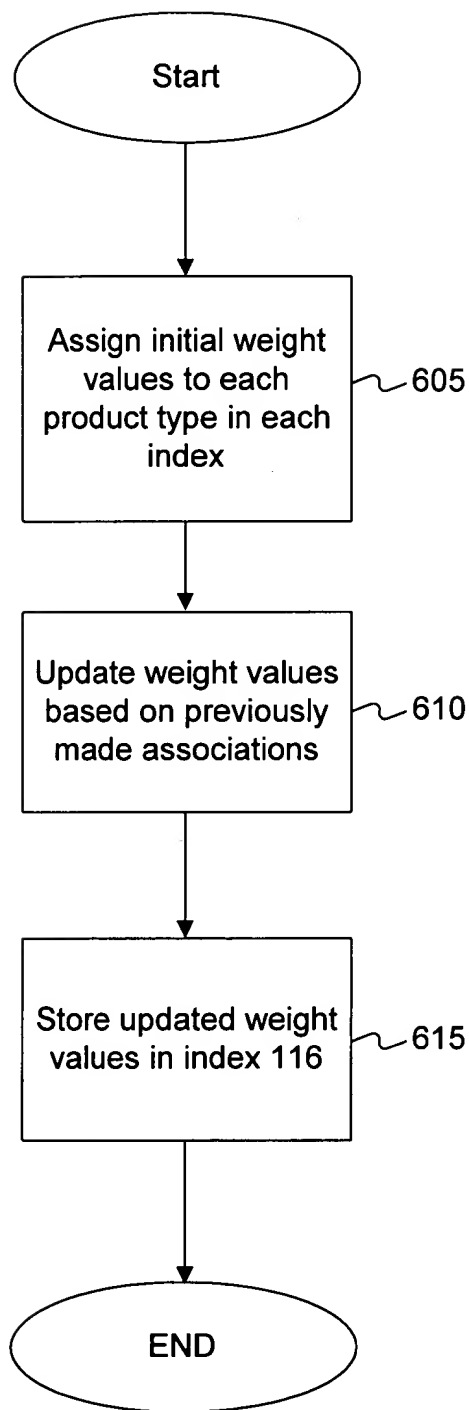 Start
Assign initial weight
values to each
product type in each
index
605
Update weight values
based on previously
made associations
610
Store updated weight
values in index 116
615
END